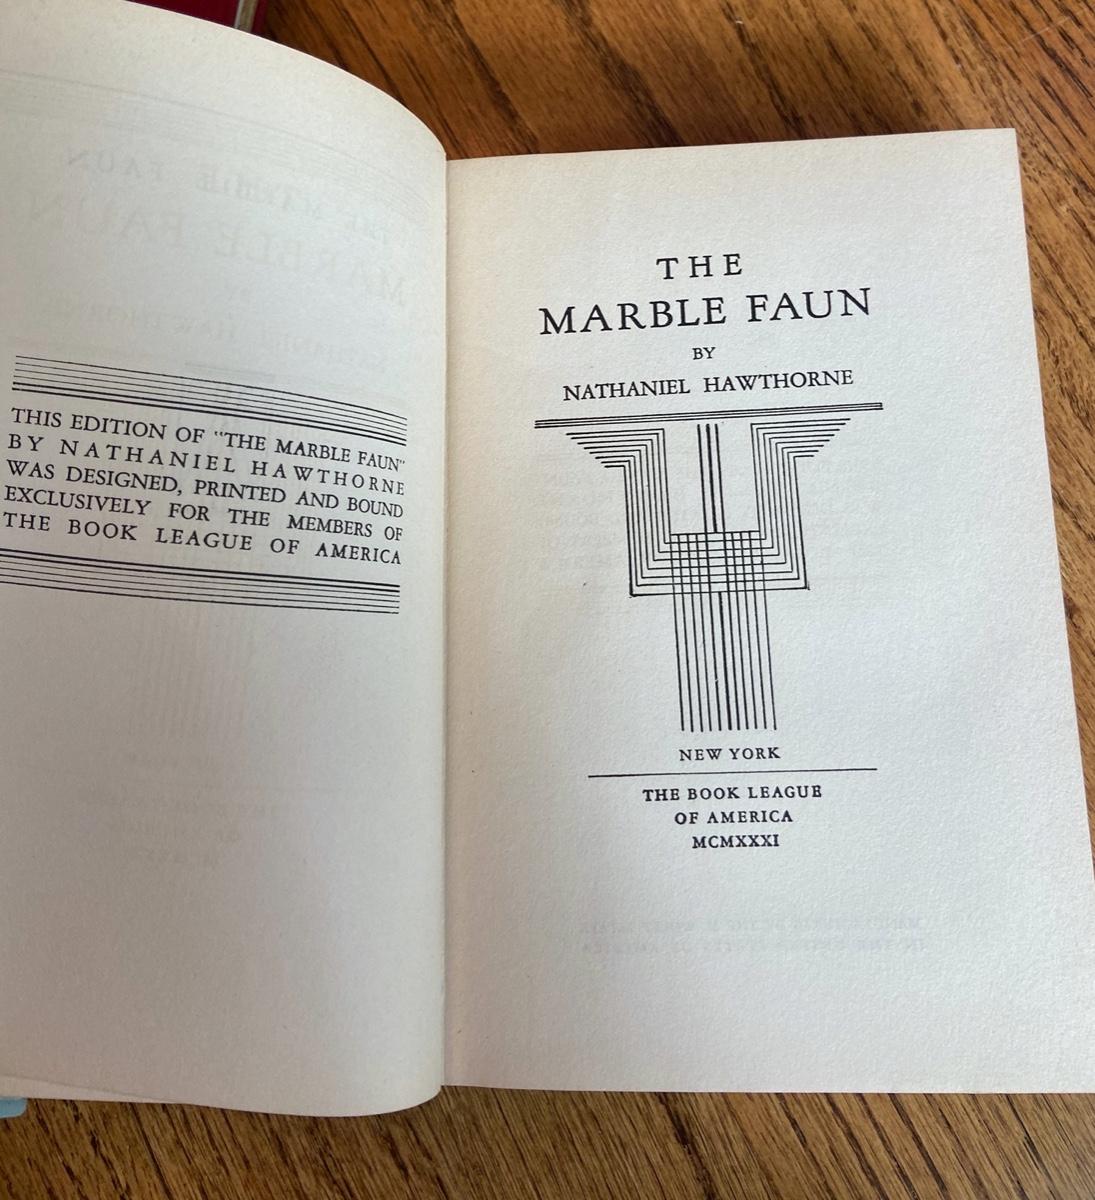 THIS EDITION OF "THE MARBLE FAUN"
BY NATHANIEL HAWTHORNE
WAS DESIGNED, PRINTED AND BOUND
EXCLUSIVELY FOR THE MEMBERS OF
THE BOOK LEAGUE OF AMERICA
THE
MARBLE FAUN
BY
NATHANIEL HAWTHORNE
NEW YORK
THE BOOK LEAGUE
OF AMERICA
MCMXXXI